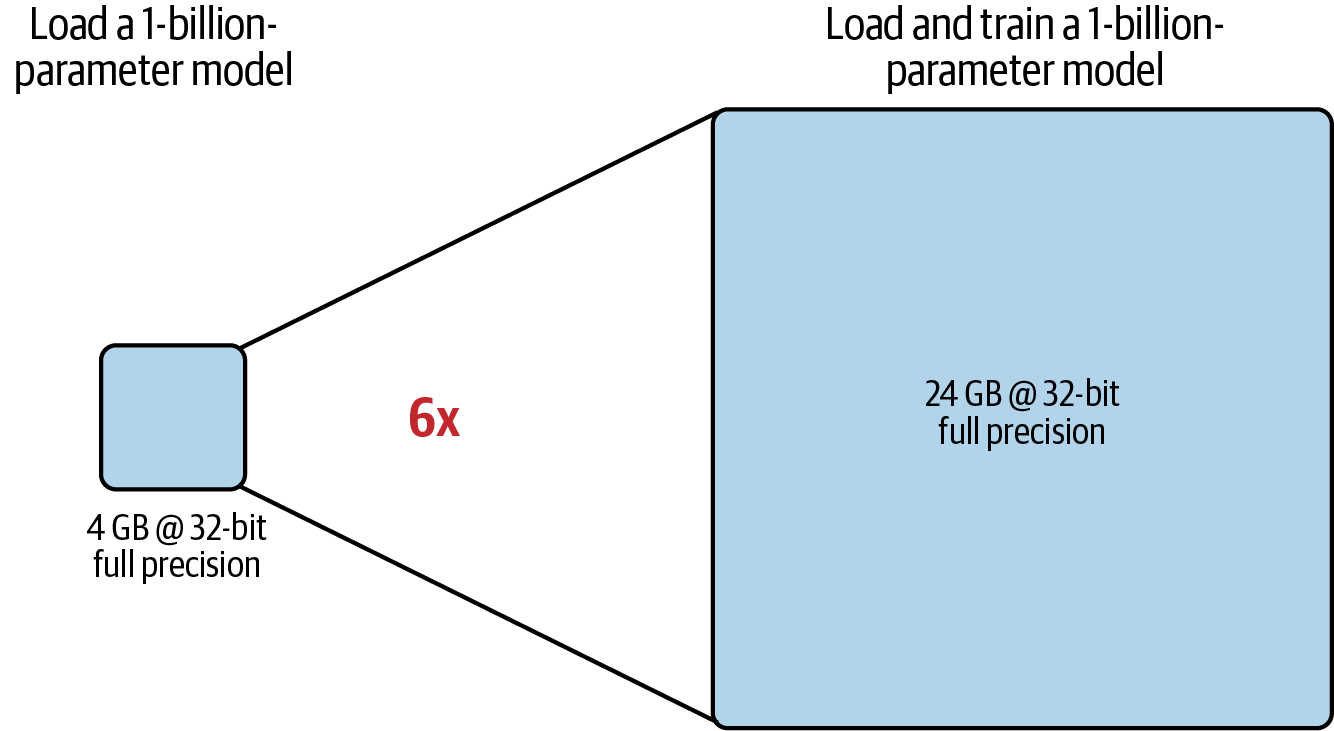 Load a 1-billion-
parameter model
Load and train a 1-billion-
parameter model
6x
24 GB @ 32-bit
full precision
4 GB @ 32-bit
full precision